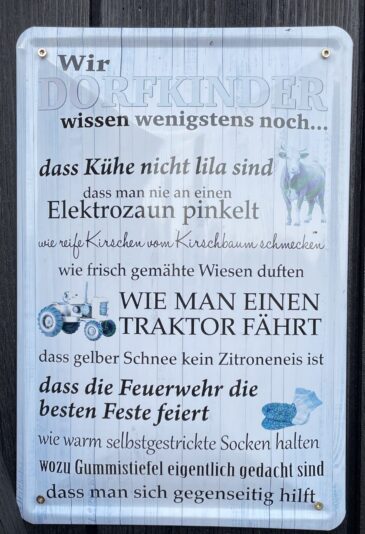 Wir
DORFKINDER
wissen wenigstens noch...
dass Kühe nicht lila sind
dass man nie an einen
Elektrozaun pinkelt
wie reife Kirschen vom Kirschbaum schmecken
wie frisch gemähte Wiesen duften
WIE MAN EINEN
TRAKTOR FÄHRT
dass gelber Schnee kein Zitroneneis ist
dass die Feuerwehr die
besten Feste feiert
wie warm selbstgestrickte Socken halten
wozu Gummistiefel eigentlich gedacht sind
dass man sich gegenseitig hilft